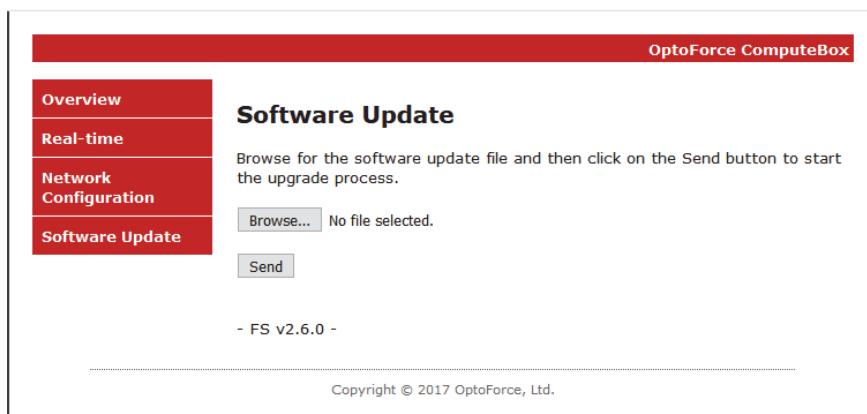 OptoForce ComputeBox
Overview
Real-time
Network
Configuration
Software Update
Software Update
Browse for the software update file and then click on the Send button to start
the upgrade process.
Browse... No file selected.
Send
- FS v2.6.0 -
Copyright © 2017 OptoForce, Ltd.